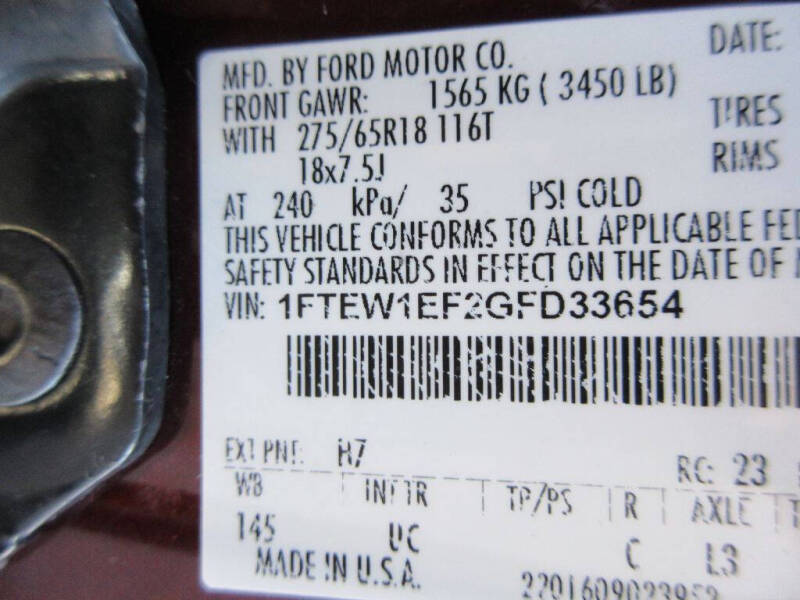 MFD. BY FORD MOTOR CO.
DATE:
FRONT GAWR: 1565 KG ( 3450 LB)
WITH 275/65R18 116T
TIRES
18x7.5J
RIMS
AT 240 kPa/ 35 PSI COLD
THIS VEHICLE CONFORMS TO ALL APPLICABLE FED
SAFETY STANDARDS IN EFFECT ON THE DATE OF
VIN: 1FTEW1EF2GFD33654
EXT PNT: H7
RC: 23
WB INT TR TP/PS R AXLE
145 UC C L3
MADE IN U.S.A.